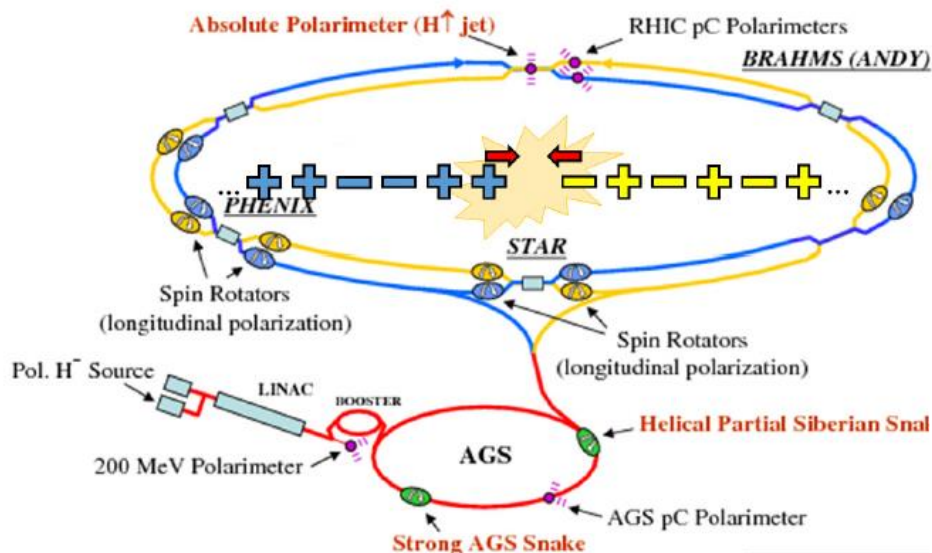 Absolute Polarimeter (H↑ jet)
RHIC pC Polarimeters
BRAHMS (ANDY)
...
...
PHENIX
STAR
Spin Rotators
(longitudinal polarization)
Spin Rotators
(longitudinal polarization)
Pol. H⁻ Source
LINAC
BOOSTER
Helical Partial Siberian Snal
AGS
200 MeV Polarimeter
AGS pC Polarimeter
Strong AGS Snake